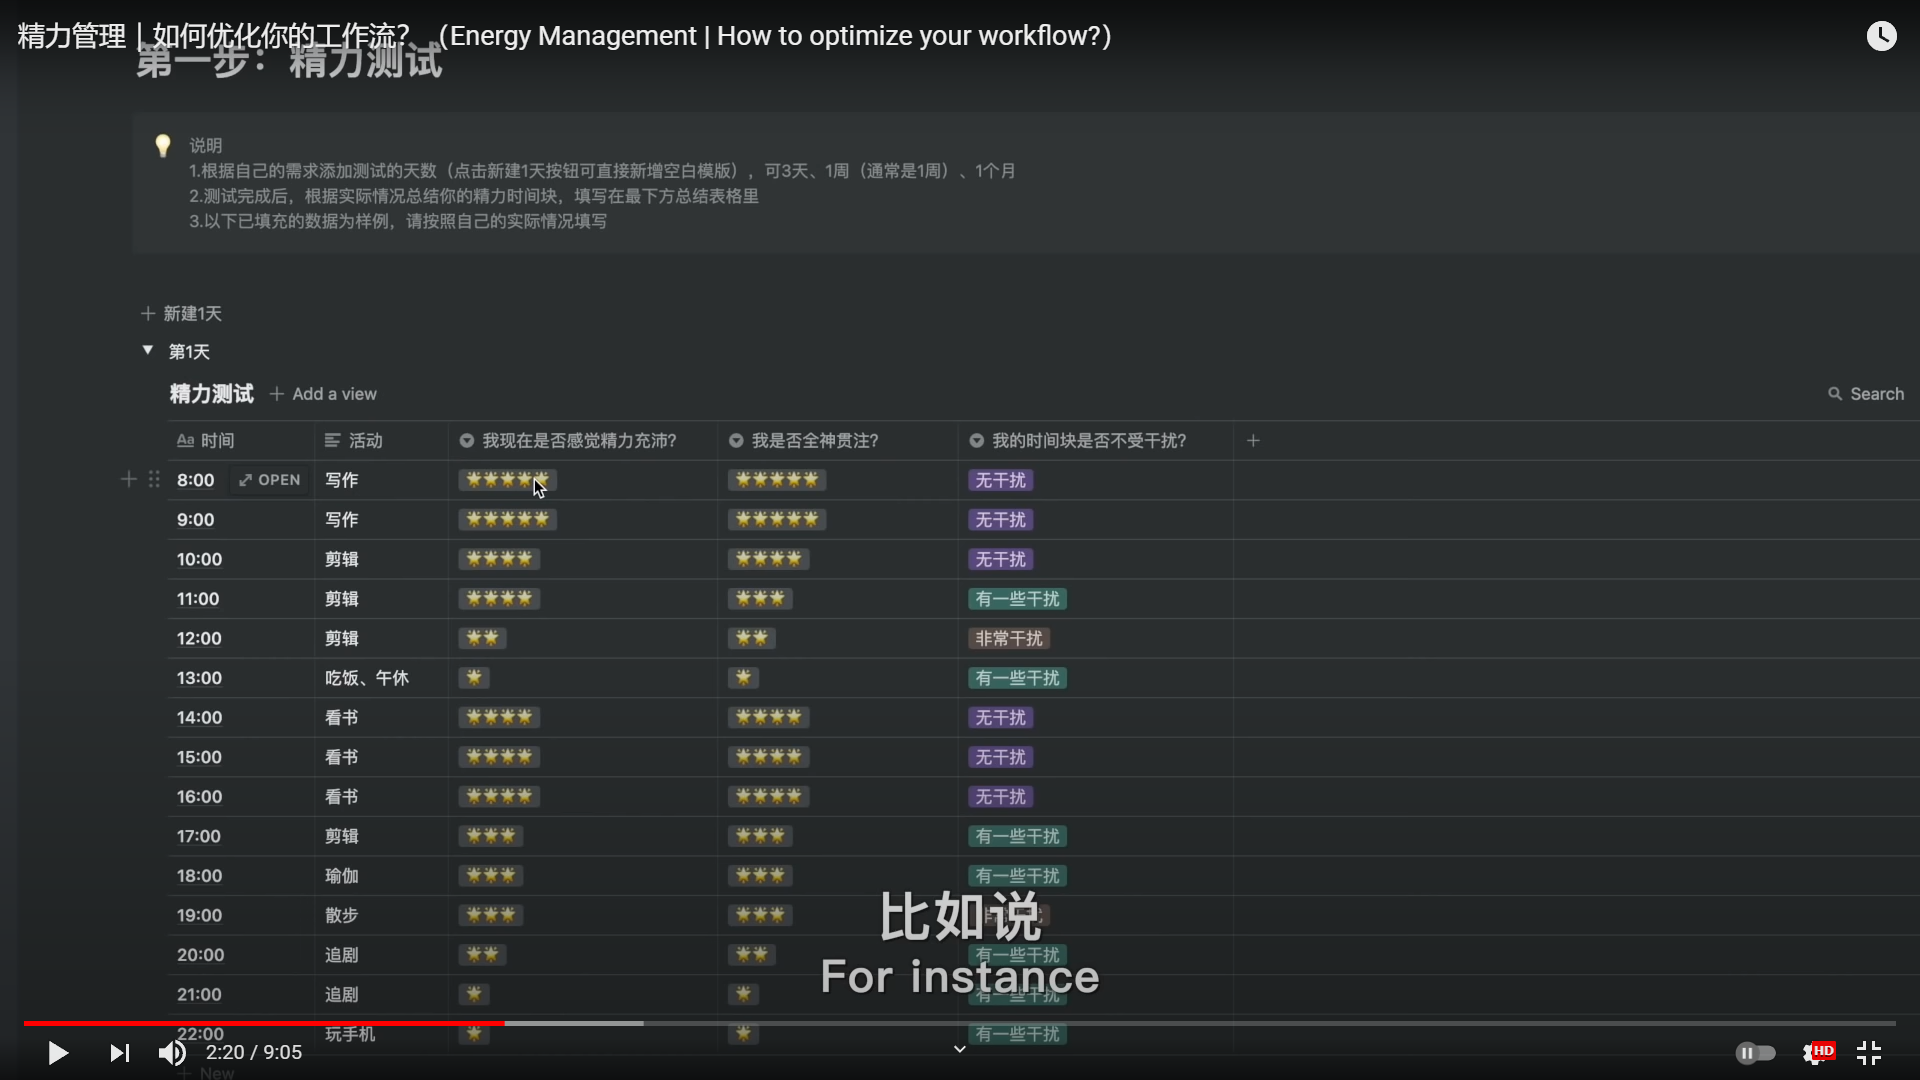 精力管理｜如何优化你的工作流？（Energy Management | How to optimize your workflow?）
第一步：精力测试
说明
1.根据自己的需求添加测试的天数（点击新建1天按钮可直接新增空白模版），可3天、1周（通常是1周）、1个月
2.测试完成后，根据实际情况总结你的精力时间块，填写在最下方总结表格里
3.以下已填充的数据为样例，请按照自己的实际情况填写
+ 新建1天
第1天
精力测试 + Add a view Search
Aa 时间 活动 我现在是否感觉精力充沛? 我是否全神贯注? 我的时间块是否不受干扰? +
8:00 OPEN 写作 🌟🌟🌟🌟🌟 🌟🌟🌟🌟🌟 无干扰
9:00 写作 🌟🌟🌟🌟🌟 🌟🌟🌟🌟🌟 无干扰
10:00 剪辑 🌟🌟🌟🌟 🌟🌟🌟🌟 无干扰
11:00 剪辑 🌟🌟🌟🌟 🌟🌟🌟 有一些干扰
12:00 剪辑 🌟🌟 🌟🌟 非常干扰
13:00 吃饭、午休 🌟 🌟 有一些干扰
14:00 看书 🌟🌟🌟🌟 🌟🌟🌟🌟 无干扰
15:00 看书 🌟🌟🌟🌟 🌟🌟🌟🌟 无干扰
16:00 看书 🌟🌟🌟🌟 🌟🌟🌟🌟 无干扰
17:00 剪辑 🌟🌟🌟 🌟🌟🌟 有一些干扰
18:00 瑜伽 🌟🌟🌟 🌟🌟🌟 有一些干扰
19:00 散步 🌟🌟🌟 🌟🌟🌟
比如说
20:00 追剧 🌟🌟 🌟🌟 有一些干扰
For instance
21:00 追剧 🌟 🌟 有一些干扰
22:00 玩手机 🌟 🌟 有一些干扰
2:20 / 9:05 HD
+ New